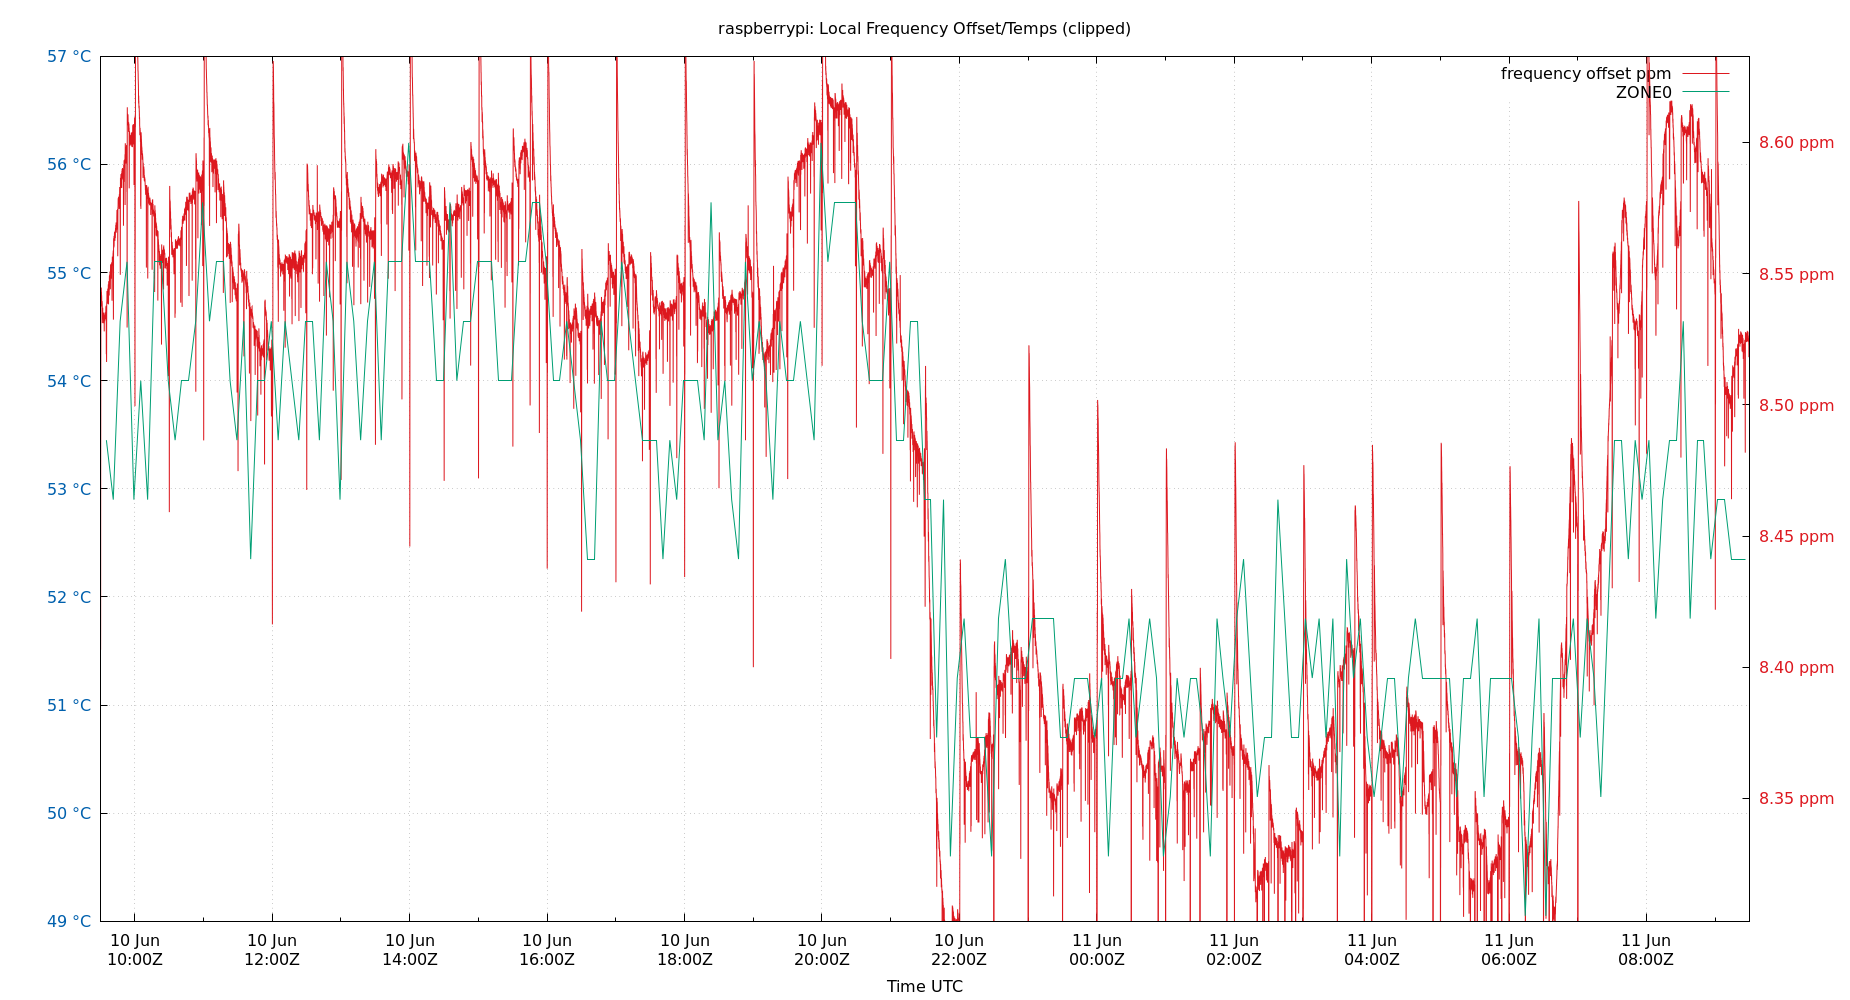 raspberrypi: Local Frequency Offset/Temps (clipped)
frequency offset ppm
ZONE0
57 °C
56 °C
55 °C
54 °C
53 °C
52 °C
51 °C
50 °C
49 °C
8.60 ppm
8.55 ppm
8.50 ppm
8.45 ppm
8.40 ppm
8.35 ppm
10 Jun
10:00Z
10 Jun
12:00Z
10 Jun
14:00Z
10 Jun
16:00Z
10 Jun
18:00Z
10 Jun
20:00Z
10 Jun
22:00Z
11 Jun
00:00Z
11 Jun
02:00Z
11 Jun
04:00Z
11 Jun
06:00Z
11 Jun
08:00Z
Time UTC